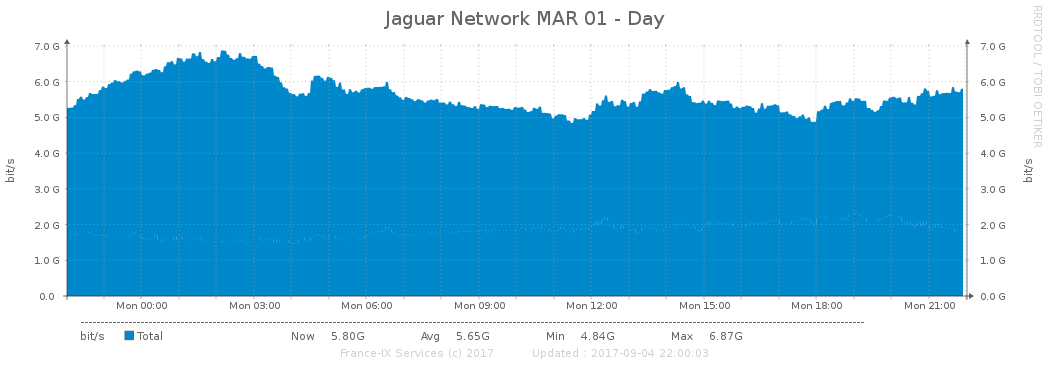 Jaguar Network MAR 01 - Day
RRDTOOL / TOBI OETIKER
bit/s
bit/s
7.0 G 7.0 G
6.0 G 6.0 G
5.0 G 5.0 G
4.0 G 4.0 G
3.0 G 3.0 G
2.0 G 2.0 G
1.0 G 1.0 G
0.0 0.0 G
Mon 00:00 Mon 03:00 Mon 06:00 Mon 09:00 Mon 12:00 Mon 15:00 Mon 18:00 Mon 21:00
bit/s Total Now 5.80G Avg 5.65G Min 4.84G Max 6.87G
France-IX Services (c) 2017 Updated : 2017-09-04 22:00:03